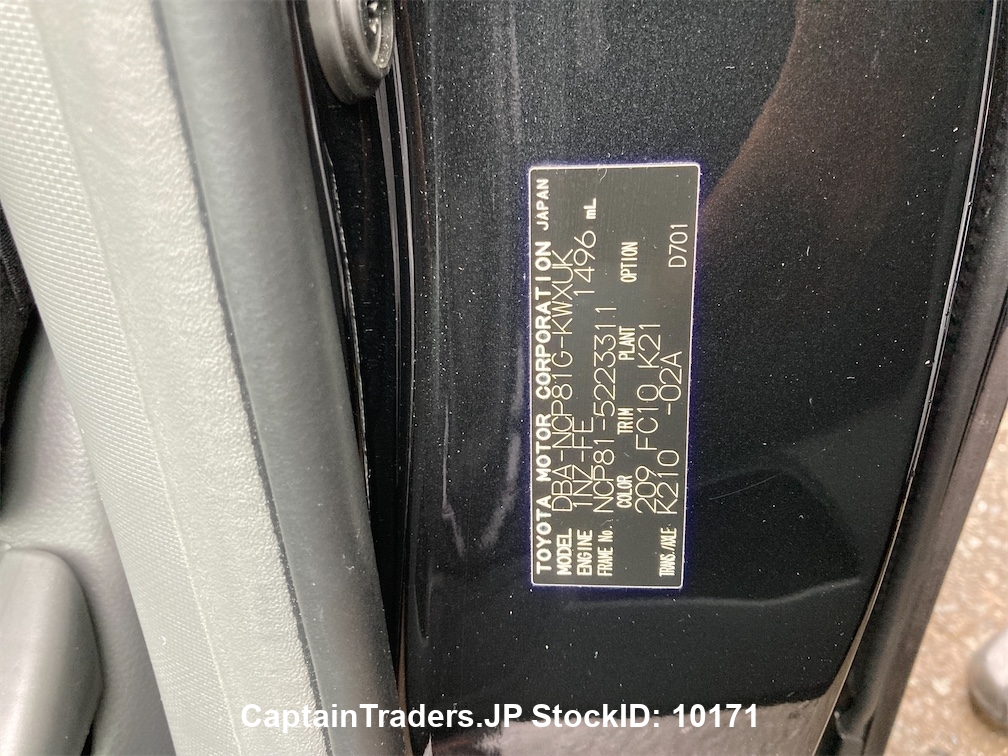 TOYOTA MOTOR CORPORATION JAPAN
MODEL DBA-NCP81G-KWXUK
ENGINE 1NZ-FE 1496 mL
FRAME No. NCP81-5223311
COLOR TRIM PLANT OPTION
209 FC10 K21
TRANS./AXLE K210 -02A D701
CaptainTraders.JP StockID: 10171